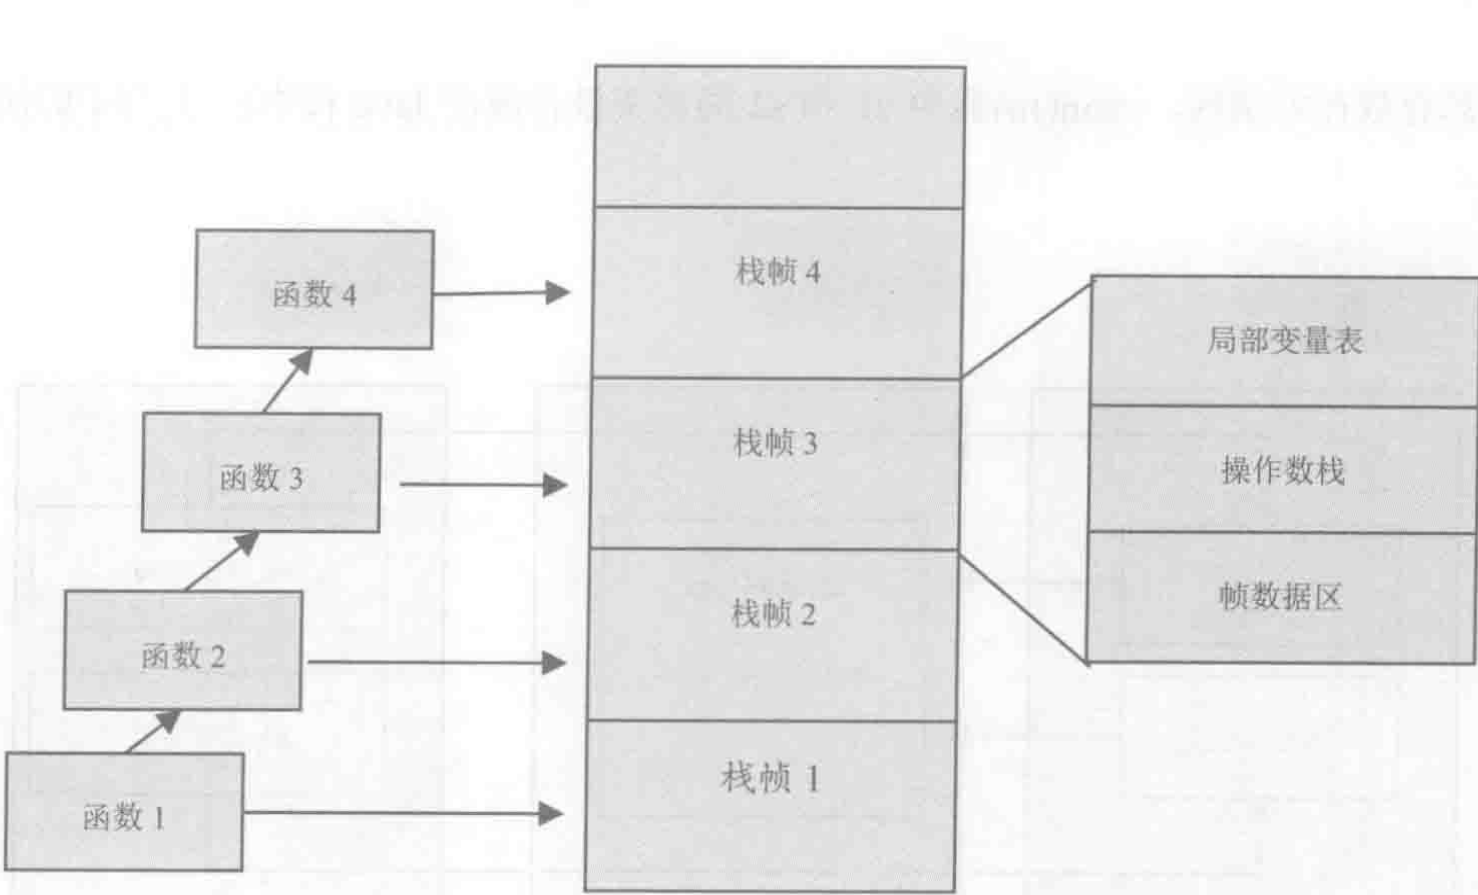 栈帧 4
函数 4
局部变量表
栈帧 3
函数 3
操作数栈
栈帧 2
函数 2
帧数据区
栈帧 1
函数 1